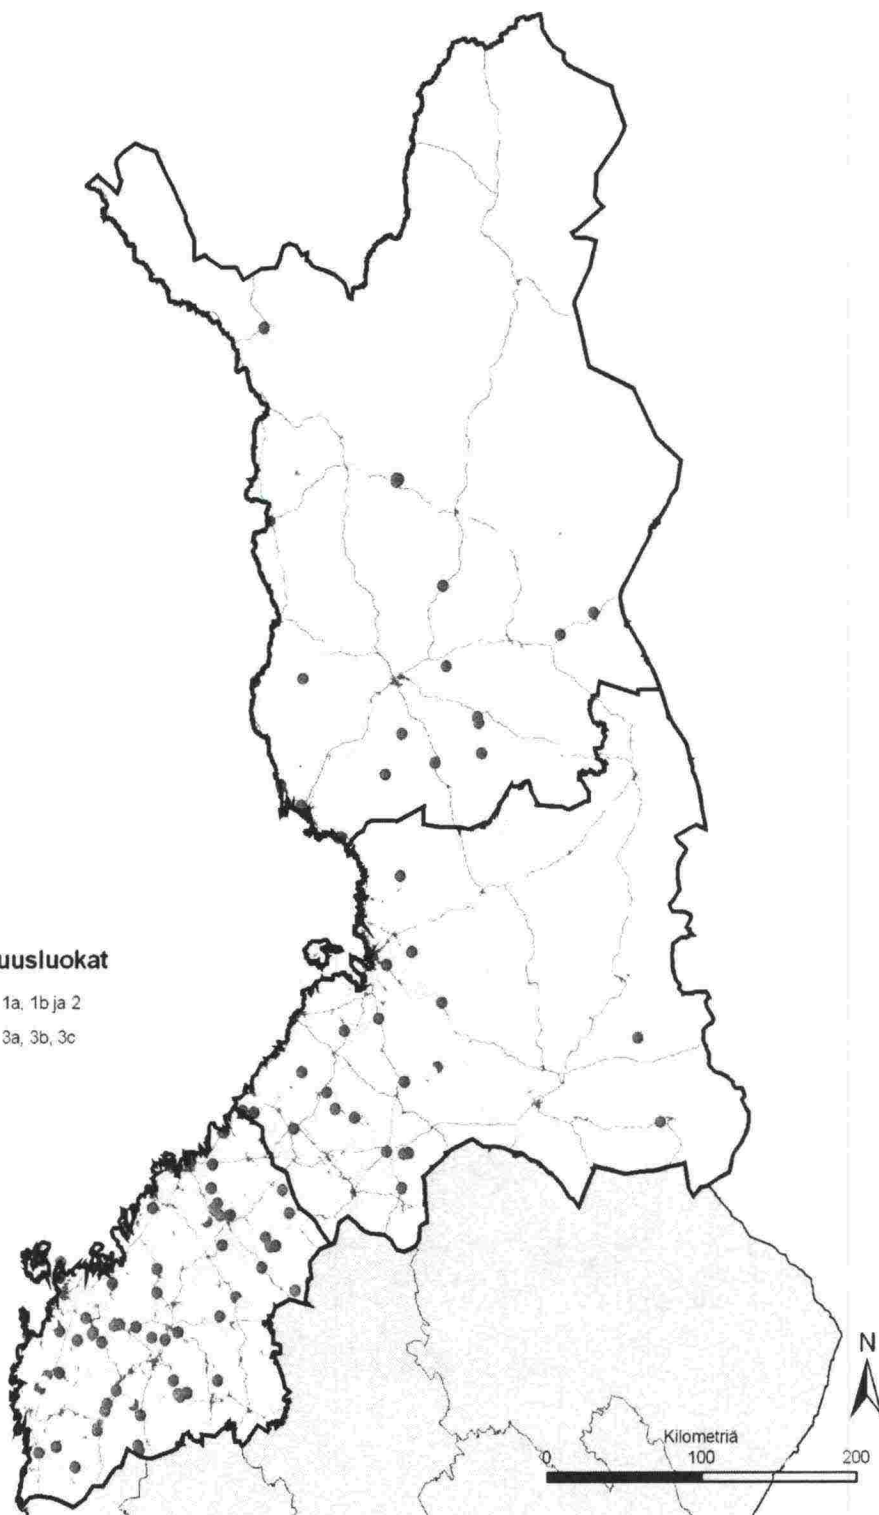 uusluokat
1a, 1b ja 2
3a, 3b, 3c
N
Kilometriä
0 100 200